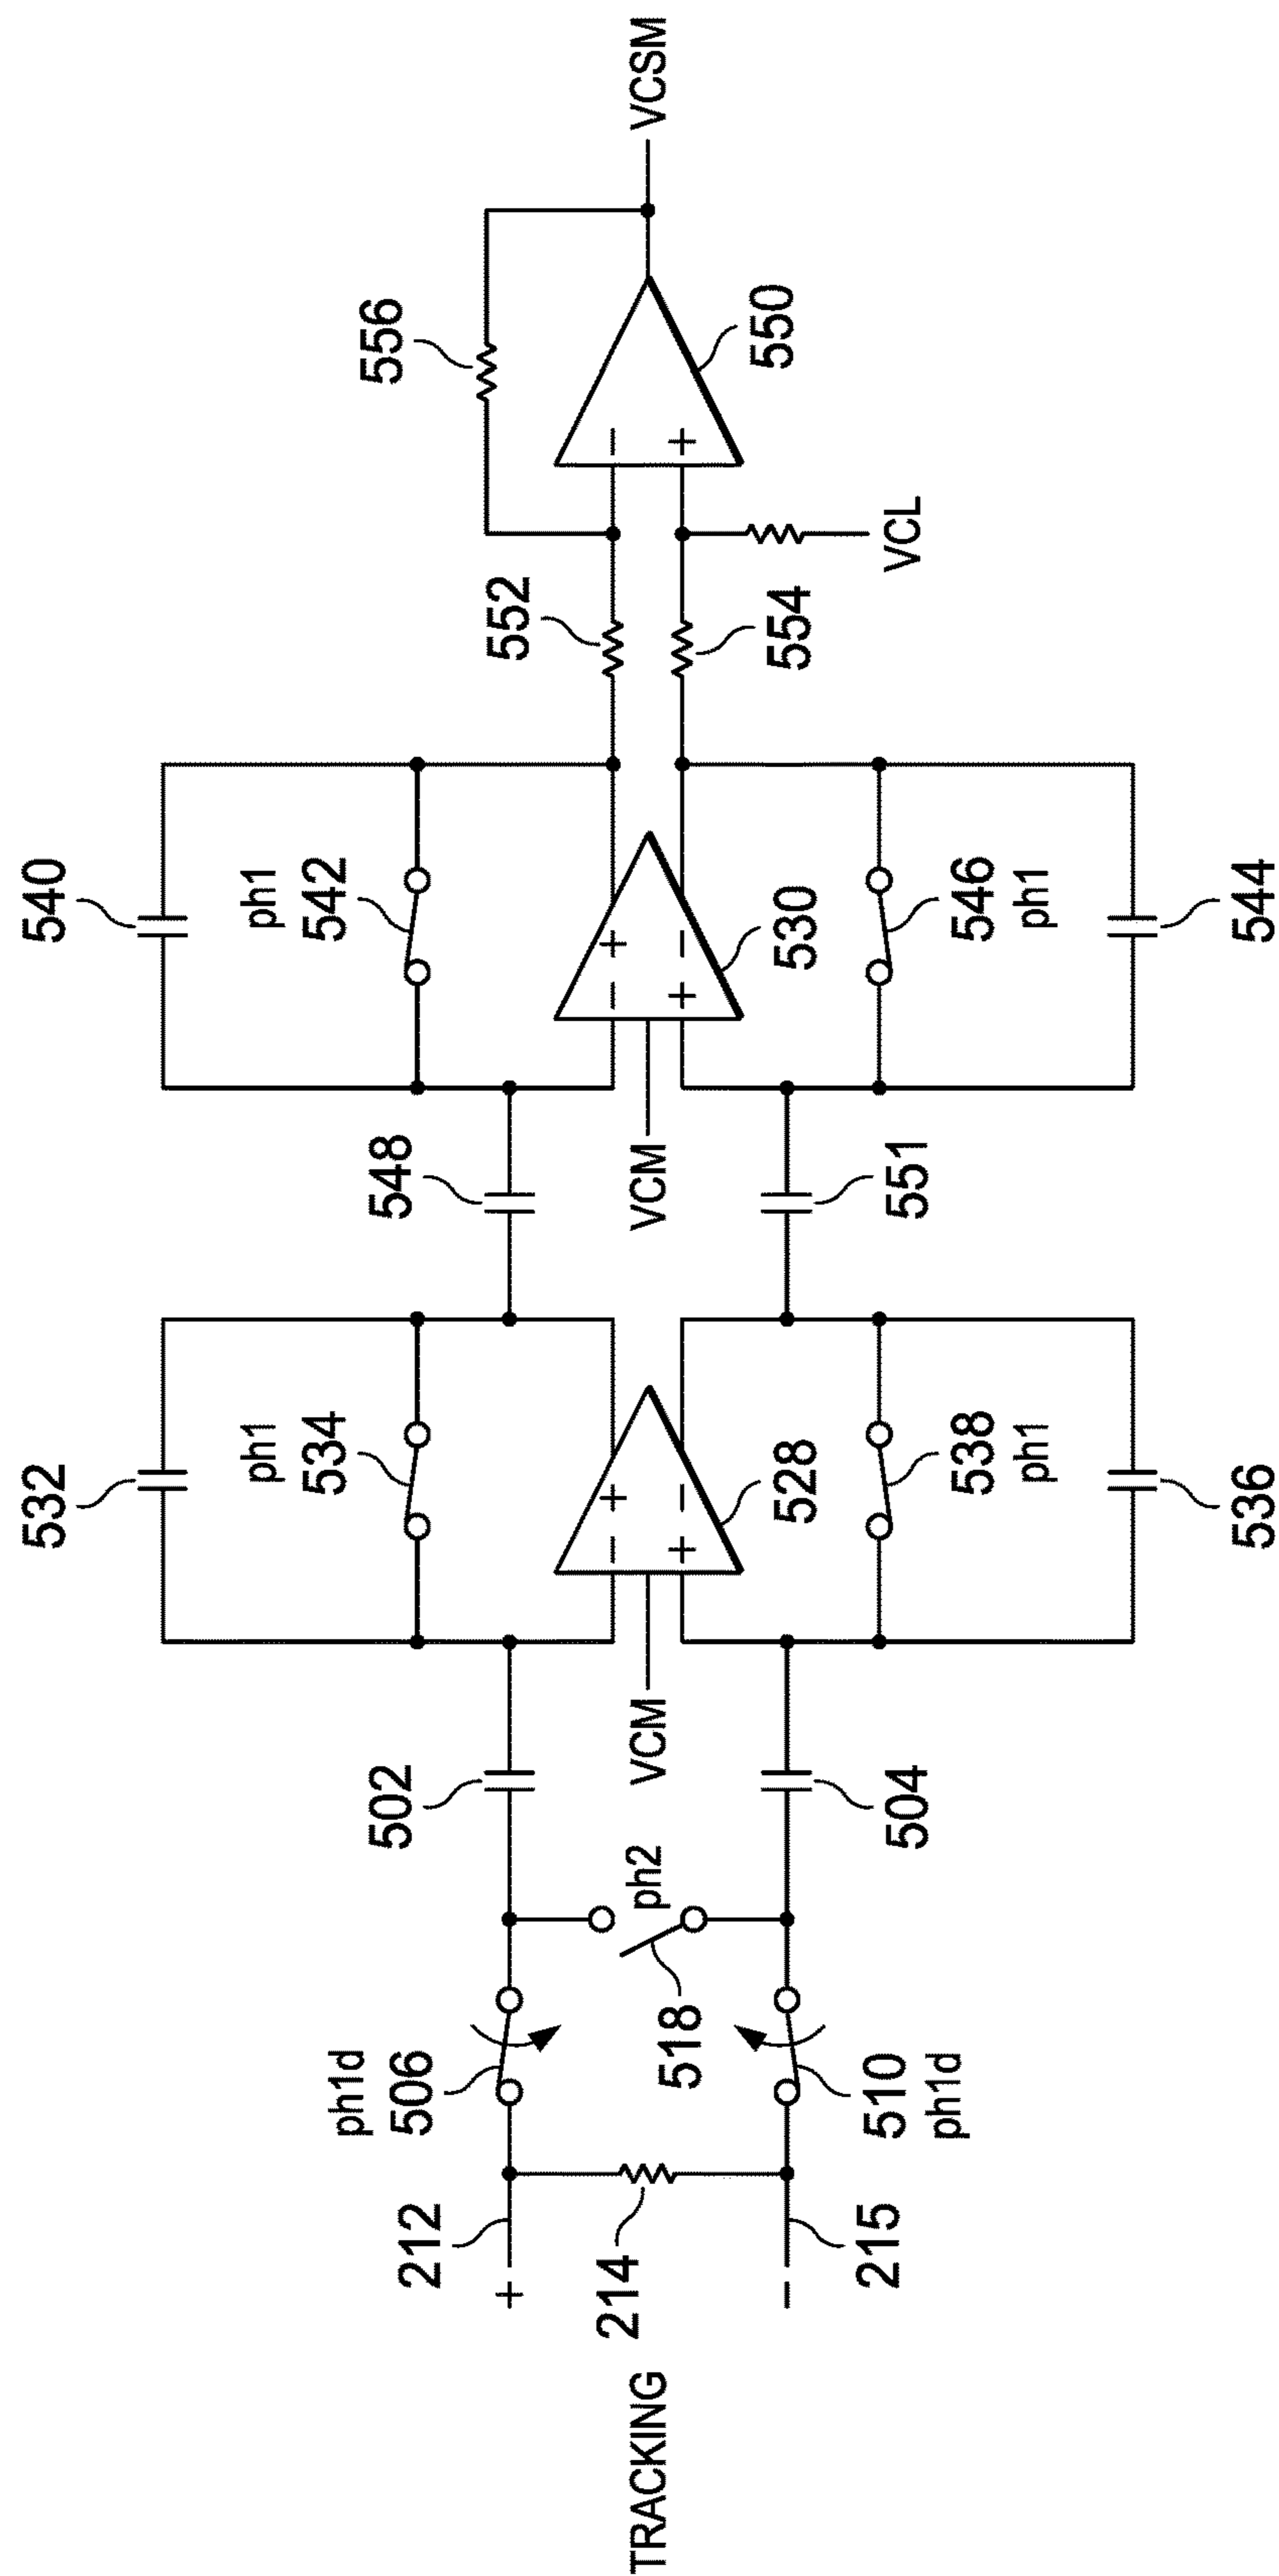 TRACKING
+
212
214
-
215
ph1d
506
510
ph1d
518
ph2
502
504
VCM
532
ph1
534
- +
+ -
528
538
ph1
536
548
551
VCM
540
ph1
542
- +
+ -
530
546
ph1
544
552
554
VCL
556
-
+
550
VCSM